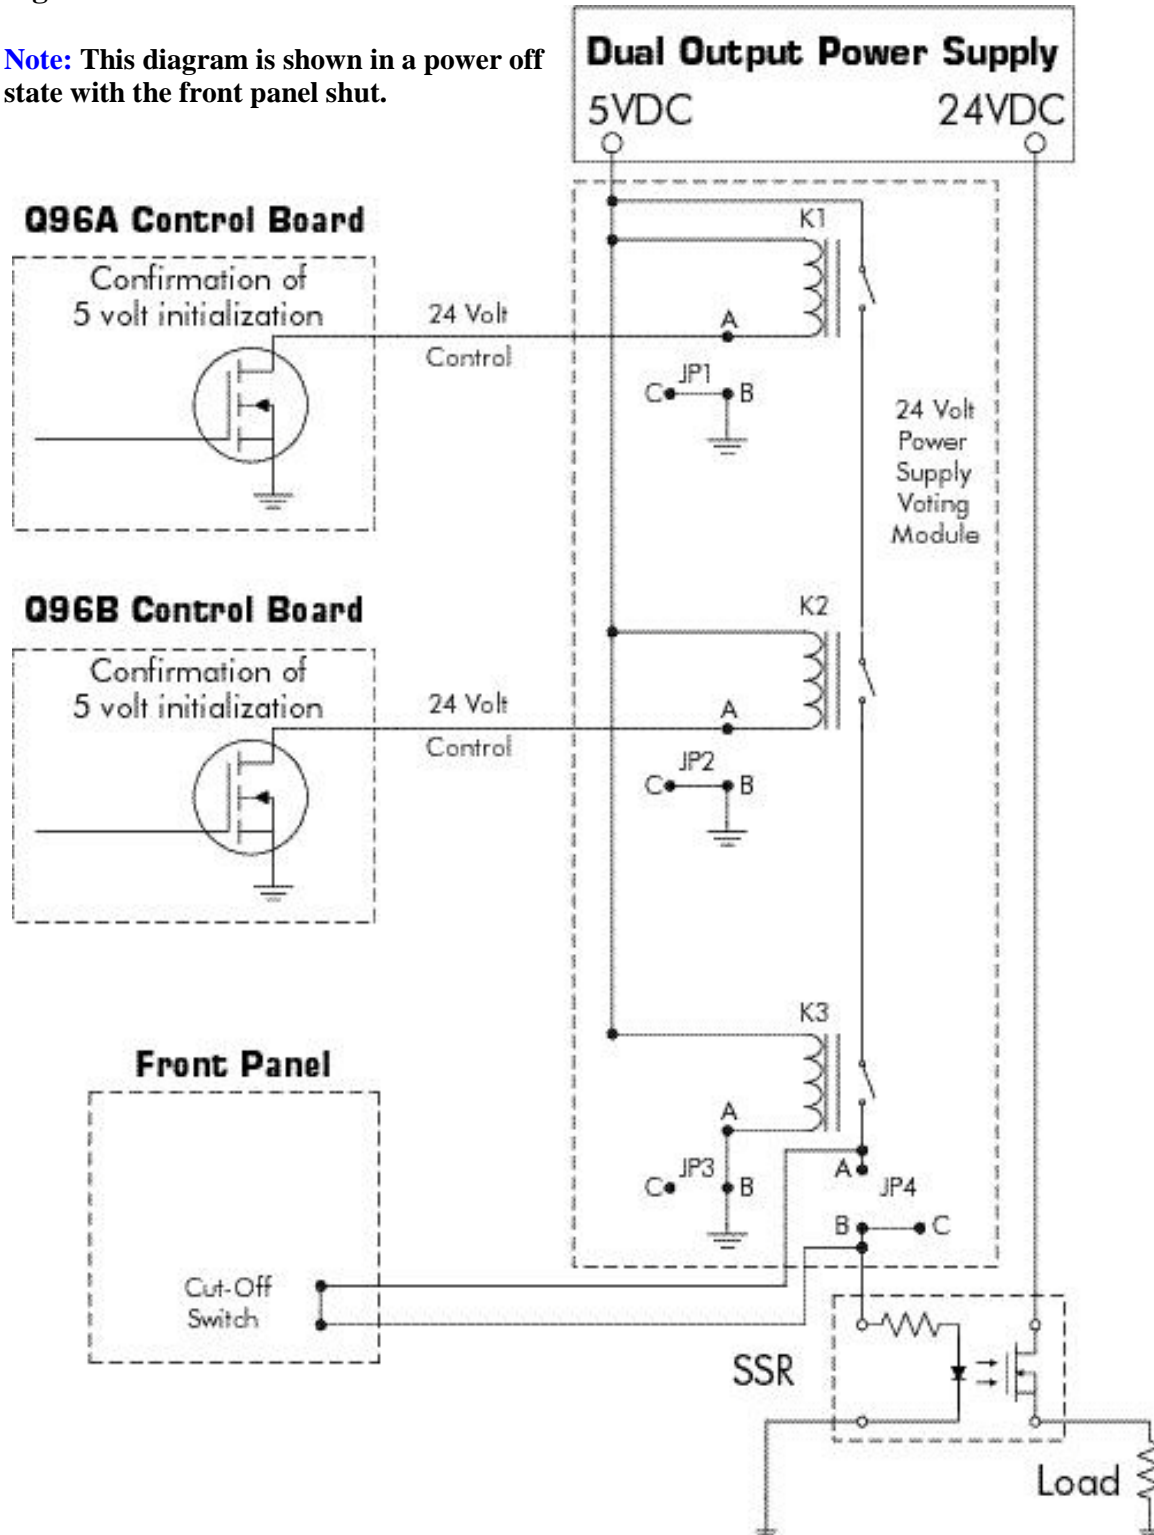 Note: This diagram is shown in a power off
state with the front panel shut.
Dual Output Power Supply
5VDC
24VDC
Q96A Control Board
Confirmation of
5 volt initialization
24 Volt
Control
K1
A
JP1
C
B
24 Volt
Power
Supply
Voting
Module
Q96B Control Board
Confirmation of
5 volt initialization
24 Volt
Control
K2
A
JP2
C
B
K3
Front Panel
A
JP3
C
B
A
JP4
B
C
Cut-Off
Switch
SSR
Load